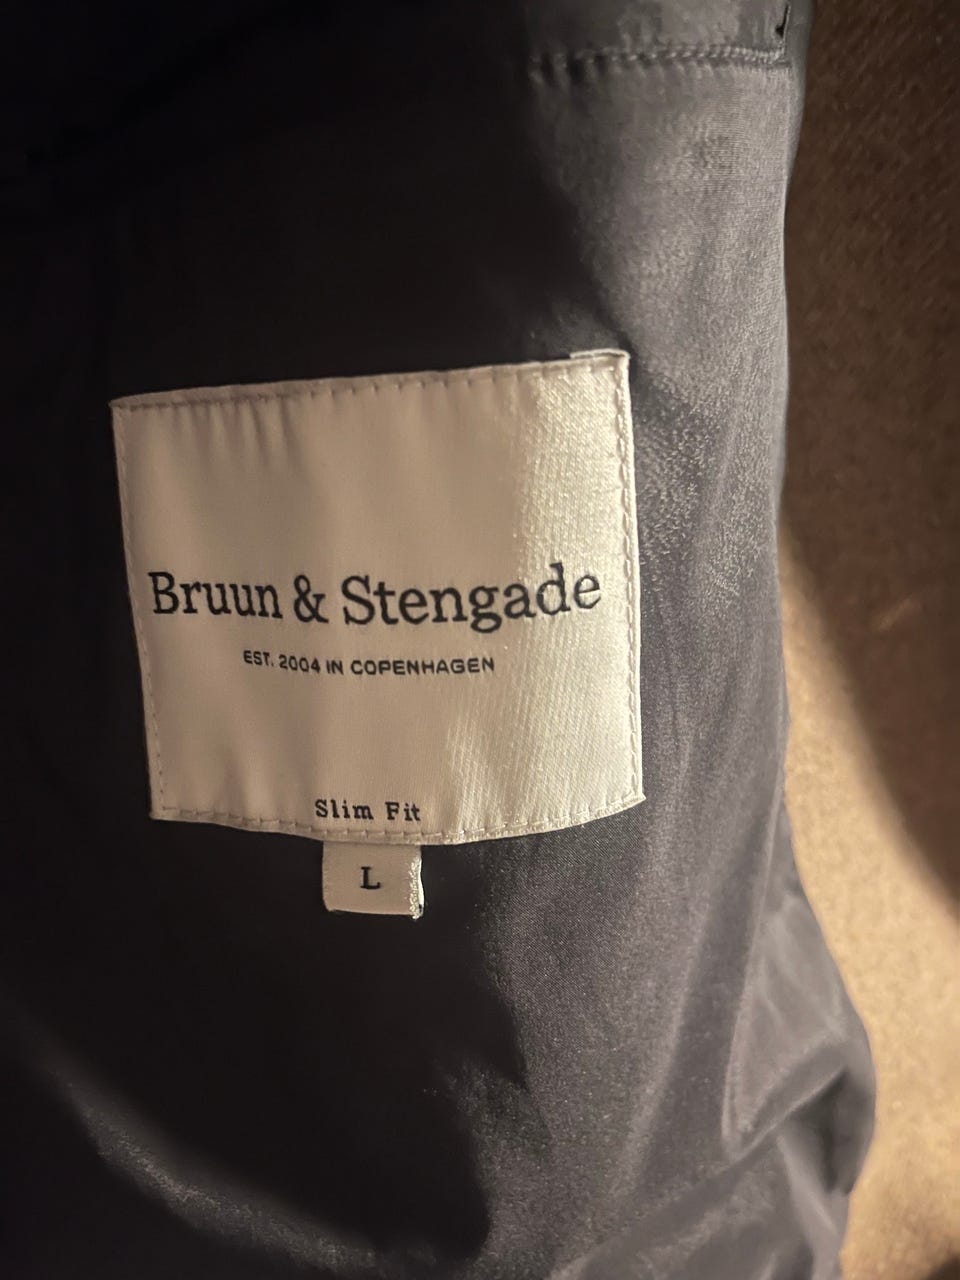 Bruun & Stengade
EST. 2004 IN COPENHAGEN
Slim Fit
L